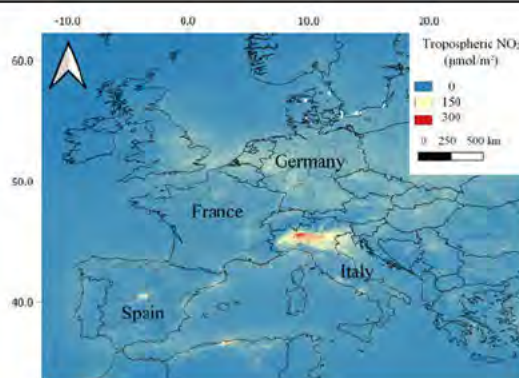 -10.0 0.0 10.0 20.0
60.0
50.0
40.0
Tropospheric NO₂
(µmol/m²)
0
150
300
0 250 500 km
Germany
France
Italy
Spain